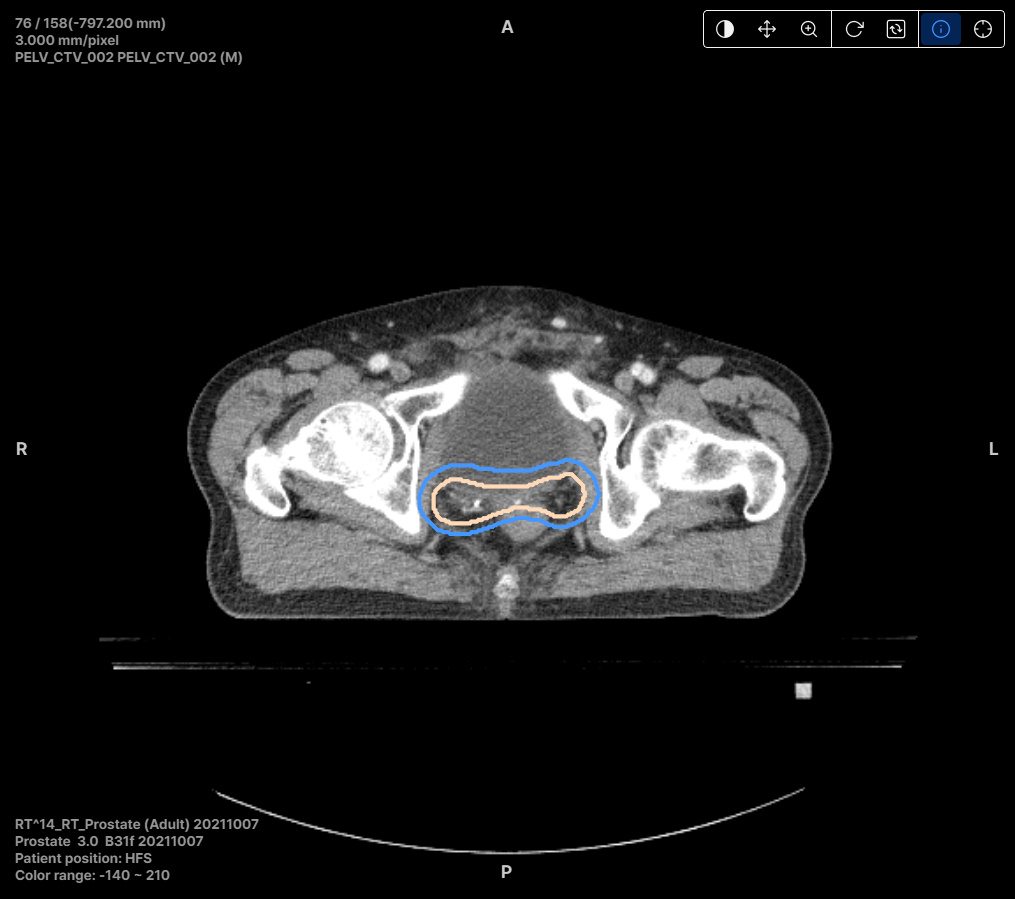 76 / 158(-797.200 mm)
3.000 mm/pixel
PELV_CTV_002 PELV_CTV_002 (M)
A
R
L
RT^14_RT_Prostate (Adult) 20211007
Prostate  3.0  B31f 20211007
Patient position: HFS
Color range: -140 ~ 210
P